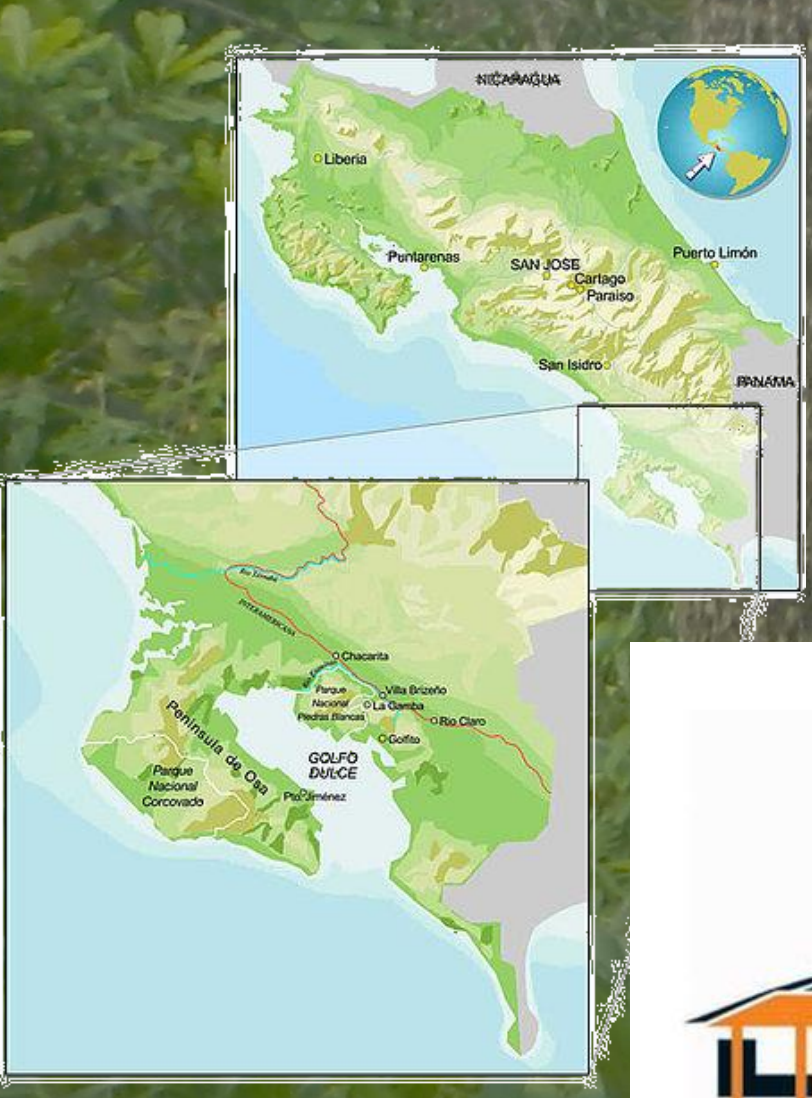 NICARAGUA
Liberia
Puntarenas
SAN JOSE
Cartago
Paraiso
Puerto Limón
San Isidro
PANAMA
INTERAMERICANA
Chacarita
Parque
Nacional
Piedras Blancas
Villa Brizeño
La Gamba
Rio Claro
Golfito
Peninsula de Osa
GOLFO
DULCE
Parque
Nacional
Corcovado
Pto. Jiménez